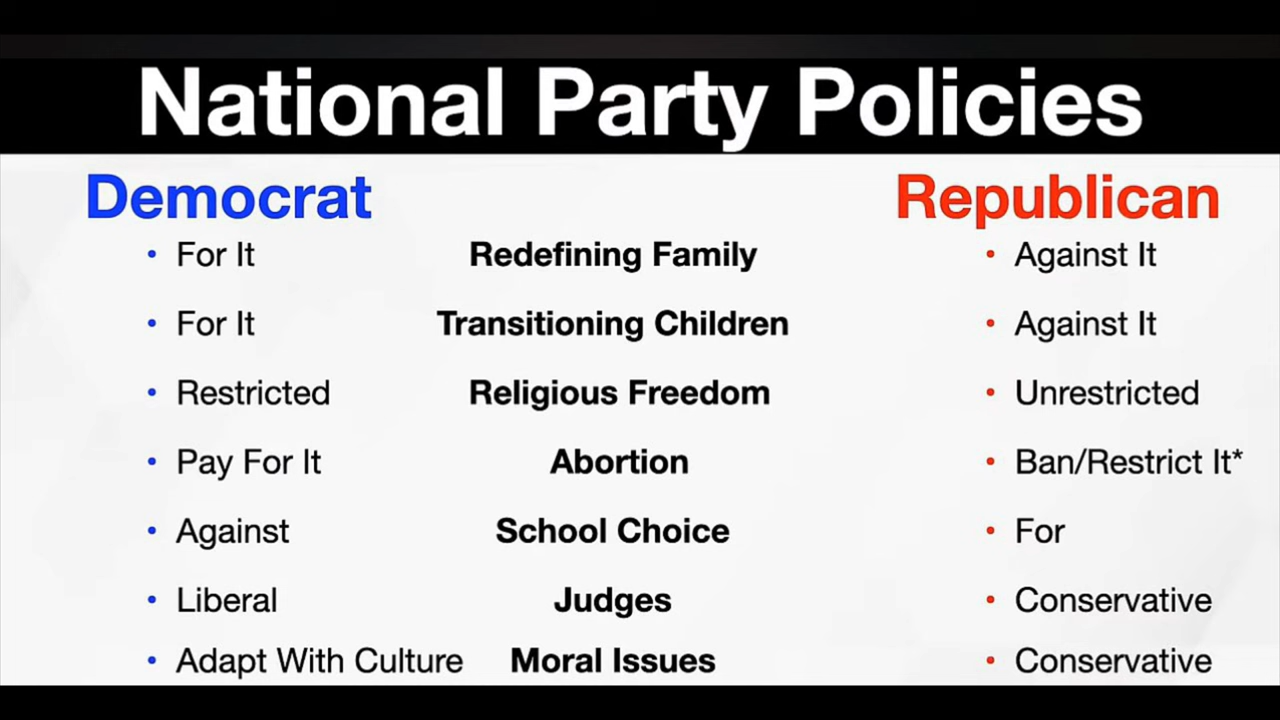 National Party Policies
Democrat Republican
• For It Redefining Family • Against It
• For It Transitioning Children • Against It
• Restricted Religious Freedom • Unrestricted
• Pay For It Abortion • Ban/Restrict It*
• Against School Choice • For
• Liberal Judges • Conservative
• Adapt With Culture Moral Issues • Conservative